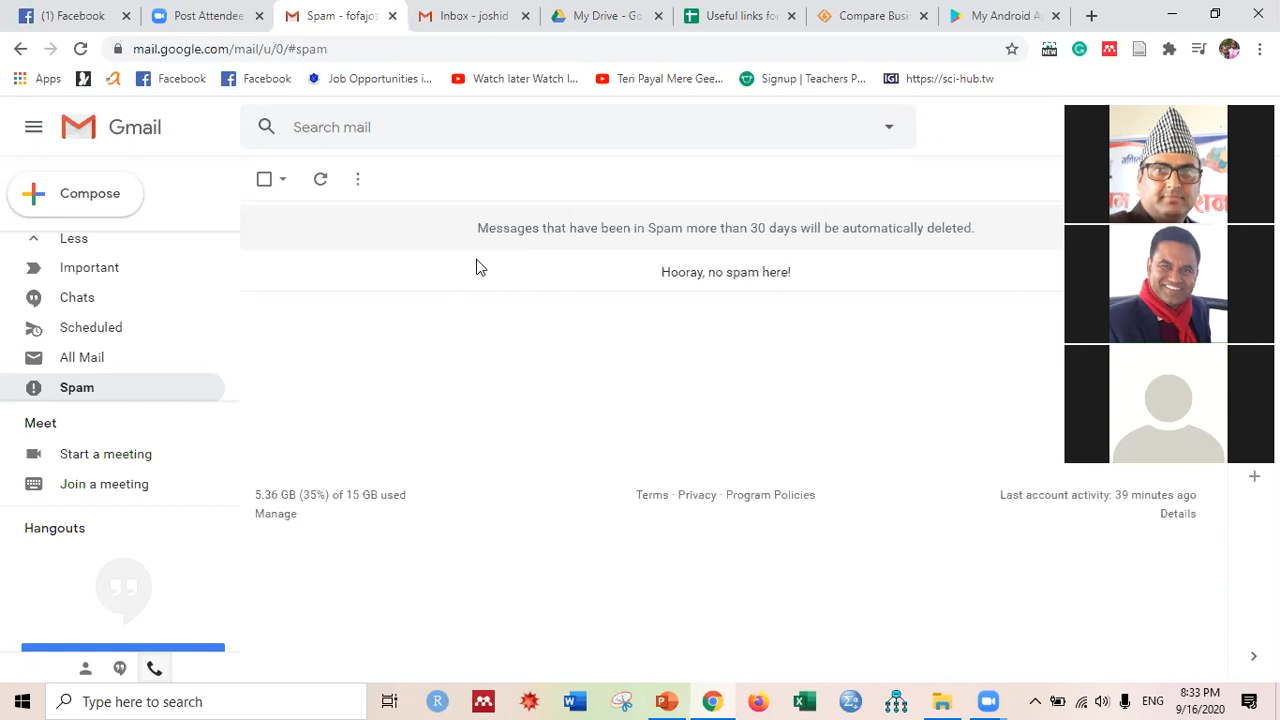 (Facebook
Post Attende
Spam - fofajos
Inbox - joshid
My Drive - Go
Useful links fo
Compare Busi
My Android A
mail.google.com/mail/u/0/#spam
NEW
Apps
Facebook
Facebook
Job Opportunities i...
Watch later Watch l...
Teri Payal Mere Gee...
Signup | Teachers P...
IGI
https://sci-hub.tw
Gmail
Search mail
Compose
Less
Important
Chats
Scheduled
All Mail
Spam
Messages that have been in Spam more than 30 days will be automatically deleted.
Hooray, no spam here!
Meet
Start a meeting
Join a meeting
Hangouts
5.36 GB (35%) of 15 GB used
Manage
Terms · Privacy · Program Policies
Last account activity: 39 minutes ago
Details
Type here to search
ENG
8:33 PM
9/16/2020